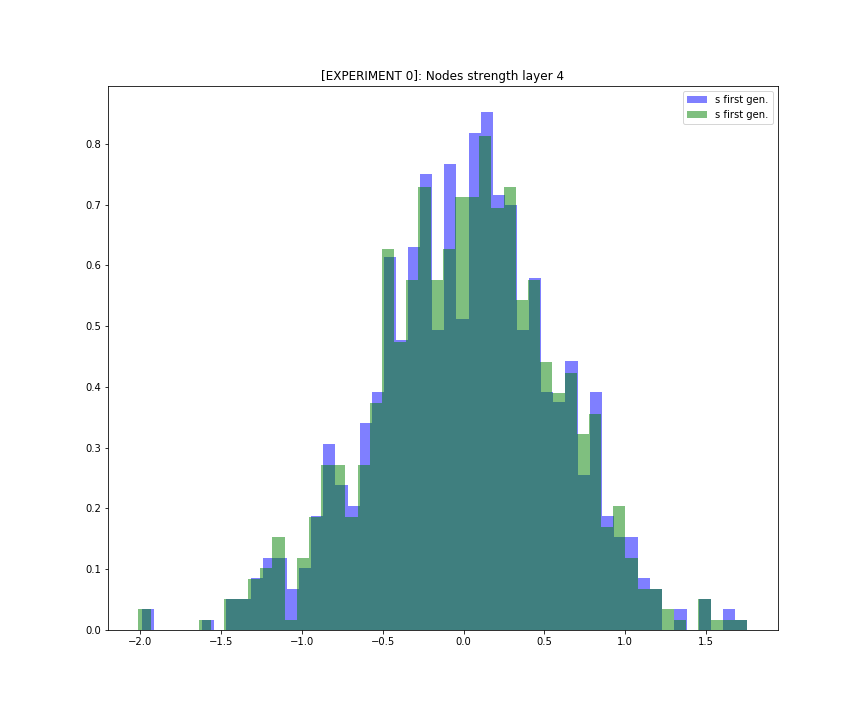 [EXPERIMENT 0]: Nodes strength layer 4
s first gen.
s first gen.
0.8
0.7
0.6
0.5
0.4
0.3
0.2
0.1
0.0
−2.0 −1.5 −1.0 −0.5 0.0 0.5 1.0 1.5